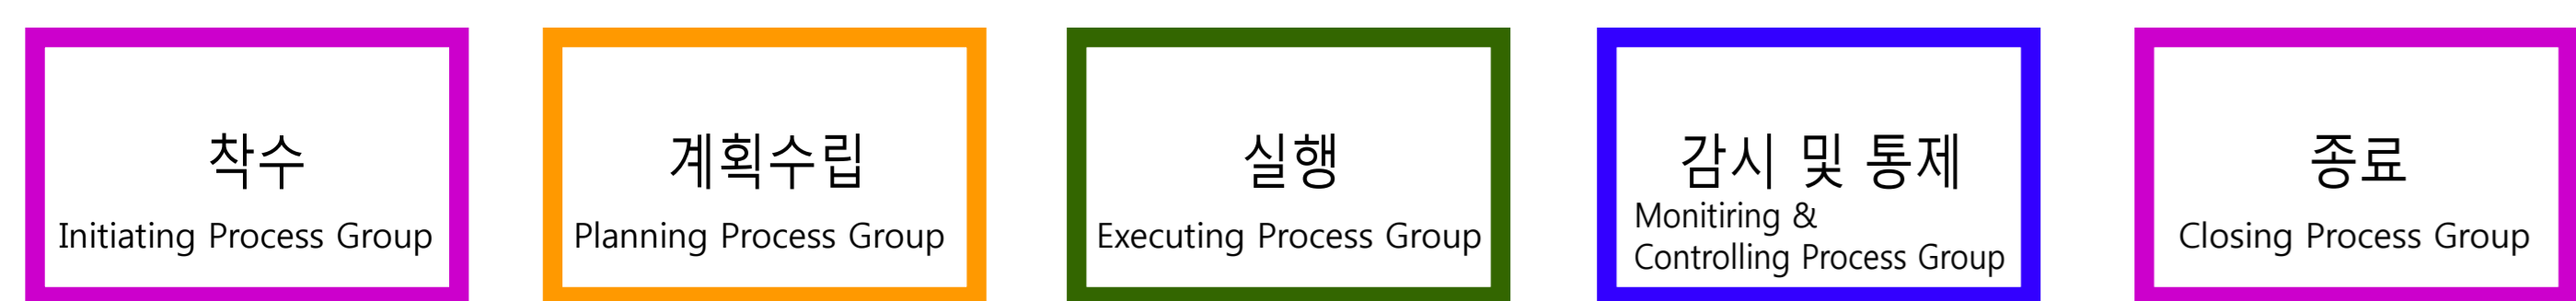 착수
Initiating Process Group
계획수립
Planning Process Group
실행
Executing Process Group
감시 및 통제
Monitiring &
Controlling Process Group
종료
Closing Process Group